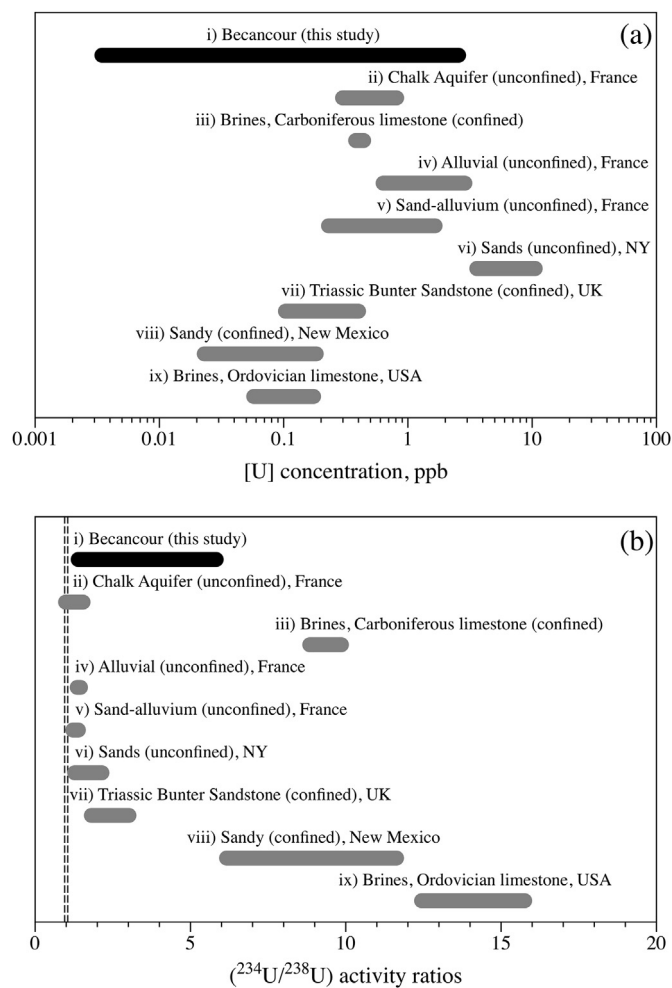 (a)
i) Becancour (this study)
ii) Chalk Aquifer (unconfined), France
iii) Brines, Carboniferous limestone (confined)
iv) Alluvial (unconfined), France
v) Sand-alluvium (unconfined), France
vi) Sands (unconfined), NY
vii) Triassic Bunter Sandstone (confined), UK
viii) Sandy (confined), New Mexico
ix) Brines, Ordovician limestone, USA
0.001 0.01 0.1 1 10 100
[U] concentration, ppb
(b)
i) Becancour (this study)
ii) Chalk Aquifer (unconfined), France
iii) Brines, Carboniferous limestone (confined)
iv) Alluvial (unconfined), France
v) Sand-alluvium (unconfined), France
vi) Sands (unconfined), NY
vii) Triassic Bunter Sandstone (confined), UK
viii) Sandy (confined), New Mexico
ix) Brines, Ordovician limestone, USA
0 5 10 15 20
(²³⁴U/²³⁸U) activity ratios